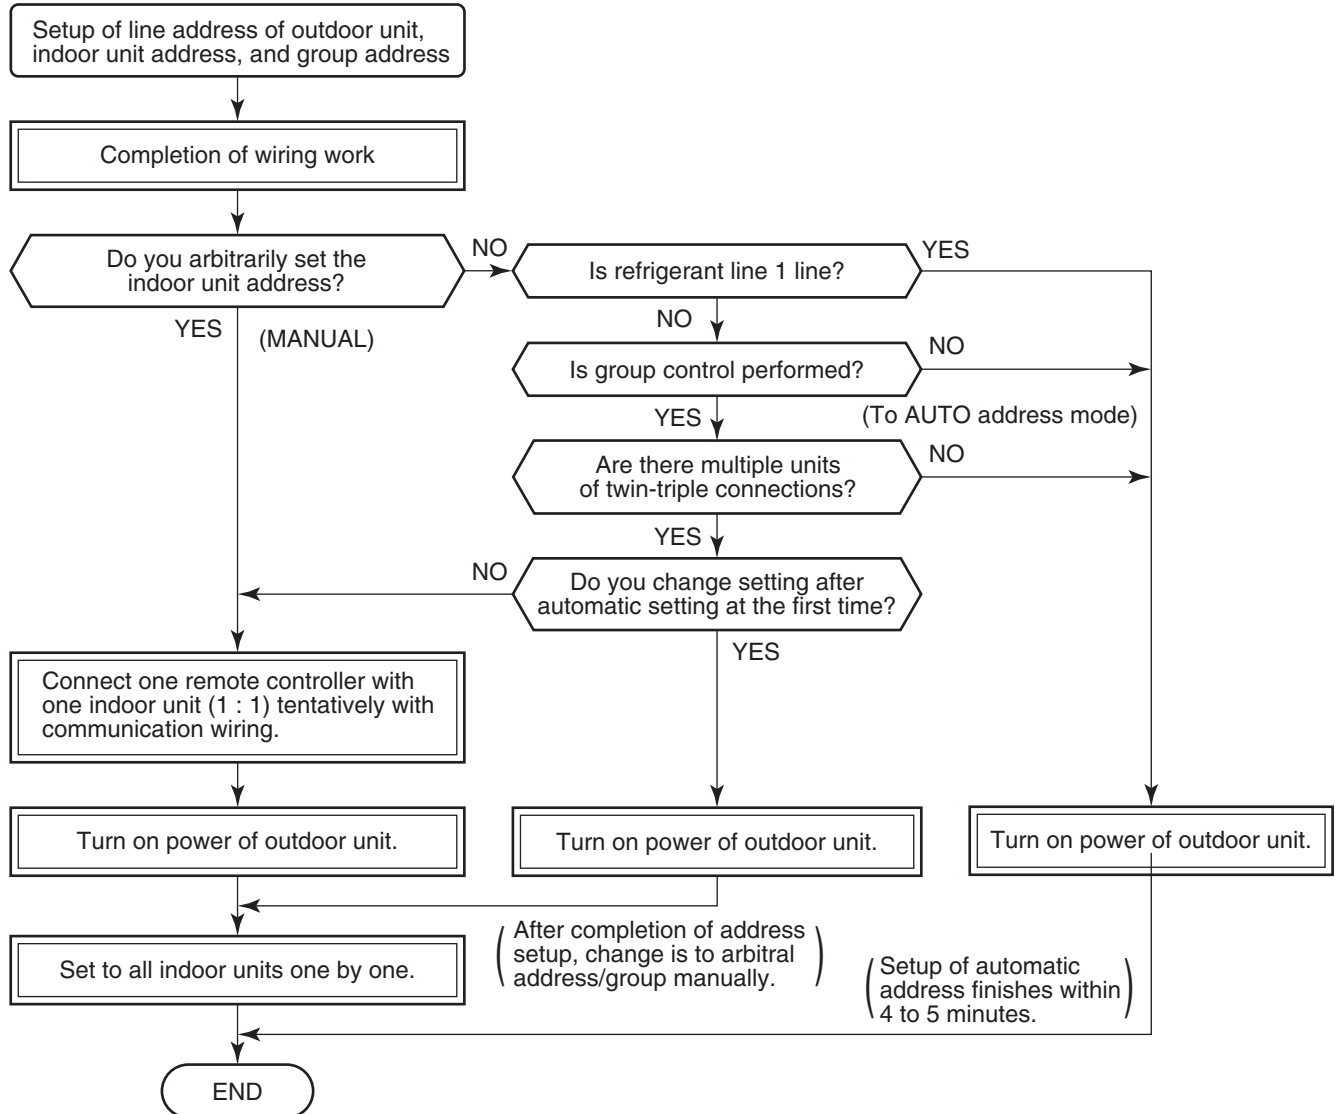 Setup of line address of outdoor unit,
indoor unit address, and group address
Completion of wiring work
Do you arbitrarily set the
indoor unit address?
NO
Is refrigerant line 1 line?
YES
YES
(MANUAL)
NO
Is group control performed?
NO
YES
(To AUTO address mode)
Are there multiple units
of twin-triple connections?
NO
YES
NO
Do you change setting after
automatic setting at the first time?
YES
Connect one remote controller with
one indoor unit (1 : 1) tentatively with
communication wiring.
Turn on power of outdoor unit.
Turn on power of outdoor unit.
Turn on power of outdoor unit.
(After completion of address
setup, change is to arbitral
address/group manually.)
Set to all indoor units one by one.
(Setup of automatic
address finishes within
4 to 5 minutes.)
END